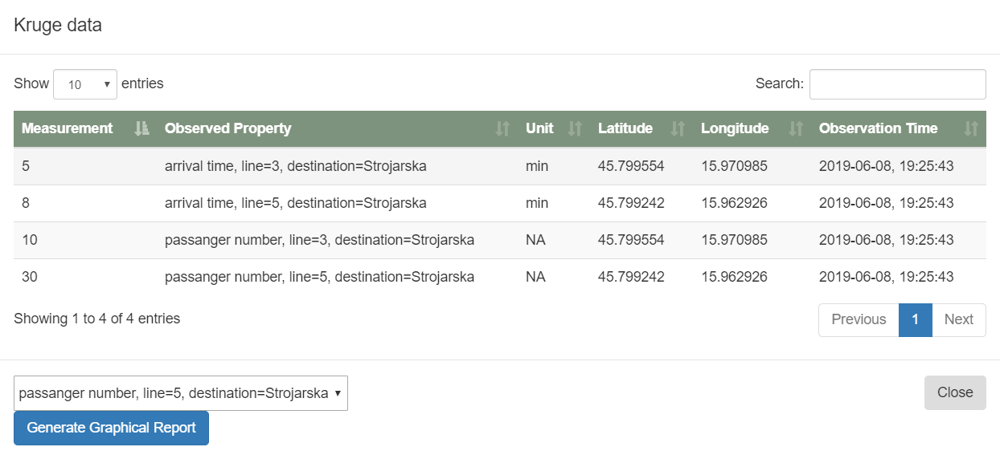 Kruge data
Show 10 entries Search:
Measurement Observed Property Unit Latitude Longitude Observation Time
5 arrival time, line=3, destination=Strojarska min 45.799554 15.970985 2019-06-08, 19:25:43
8 arrival time, line=5, destination=Strojarska min 45.799242 15.962926 2019-06-08, 19:25:43
10 passanger number, line=3, destination=Strojarska NA 45.799554 15.970985 2019-06-08, 19:25:43
30 passanger number, line=5, destination=Strojarska NA 45.799242 15.962926 2019-06-08, 19:25:43
Showing 1 to 4 of 4 entries Previous 1 Next
passanger number, line=5, destination=Strojarska Close
Generate Graphical Report